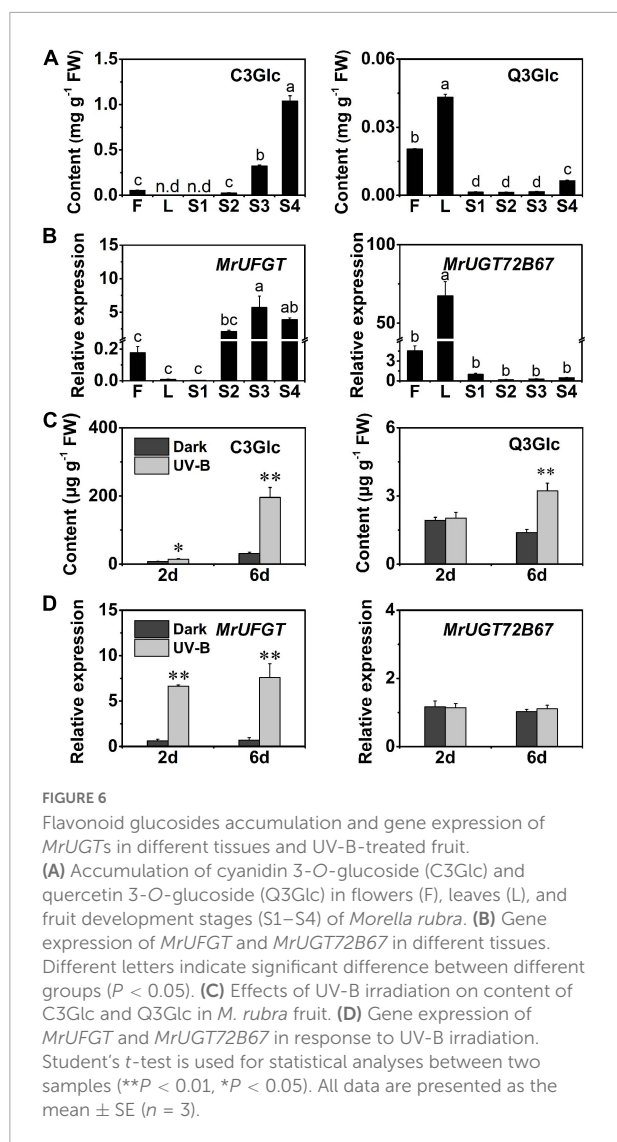 A
C3Glc
Content (mg g⁻¹ FW)
1.5
1.0
0.5
0.0
c
n.d
n.d
c
b
a
F L S1 S2 S3 S4
Q3Glc
Content (mg g⁻¹ FW)
0.06
0.03
0.00
b
a
d
d
d
c
F L S1 S2 S3 S4
B
MrUFGT
Relative expression
15
10
5
0.2
0.0
c
c
c
bc
a
ab
F L S1 S2 S3 S4
MrUGT72B67
Relative expression
100
75
50
3
0
b
a
b
b
b
b
F L S1 S2 S3 S4
C
Dark
UV-B
C3Glc
Content (µg g⁻¹ FW)
400
200
0
*
**
2d 6d
Q3Glc
Content (µg g⁻¹ FW)
6
3
0
**
2d 6d
D
Dark
UV-B
MrUFGT
Relative expression
15
10
5
0
**
**
2d 6d
MrUGT72B67
Relative expression
4
2
0
2d 6d
FIGURE 6
Flavonoid glucosides accumulation and gene expression of
MrUGTs in different tissues and UV-B-treated fruit.
(A) Accumulation of cyanidin 3-O-glucoside (C3Glc) and
quercetin 3-O-glucoside (Q3Glc) in flowers (F), leaves (L), and
fruit development stages (S1–S4) of Morella rubra. (B) Gene
expression of MrUFGT and MrUGT72B67 in different tissues.
Different letters indicate significant difference between different
groups (P < 0.05). (C) Effects of UV-B irradiation on content of
C3Glc and Q3Glc in M. rubra fruit. (D) Gene expression of
MrUFGT and MrUGT72B67 in response to UV-B irradiation.
Student's t-test is used for statistical analyses between two
samples (**P < 0.01, *P < 0.05). All data are presented as the
mean ± SE (n = 3).